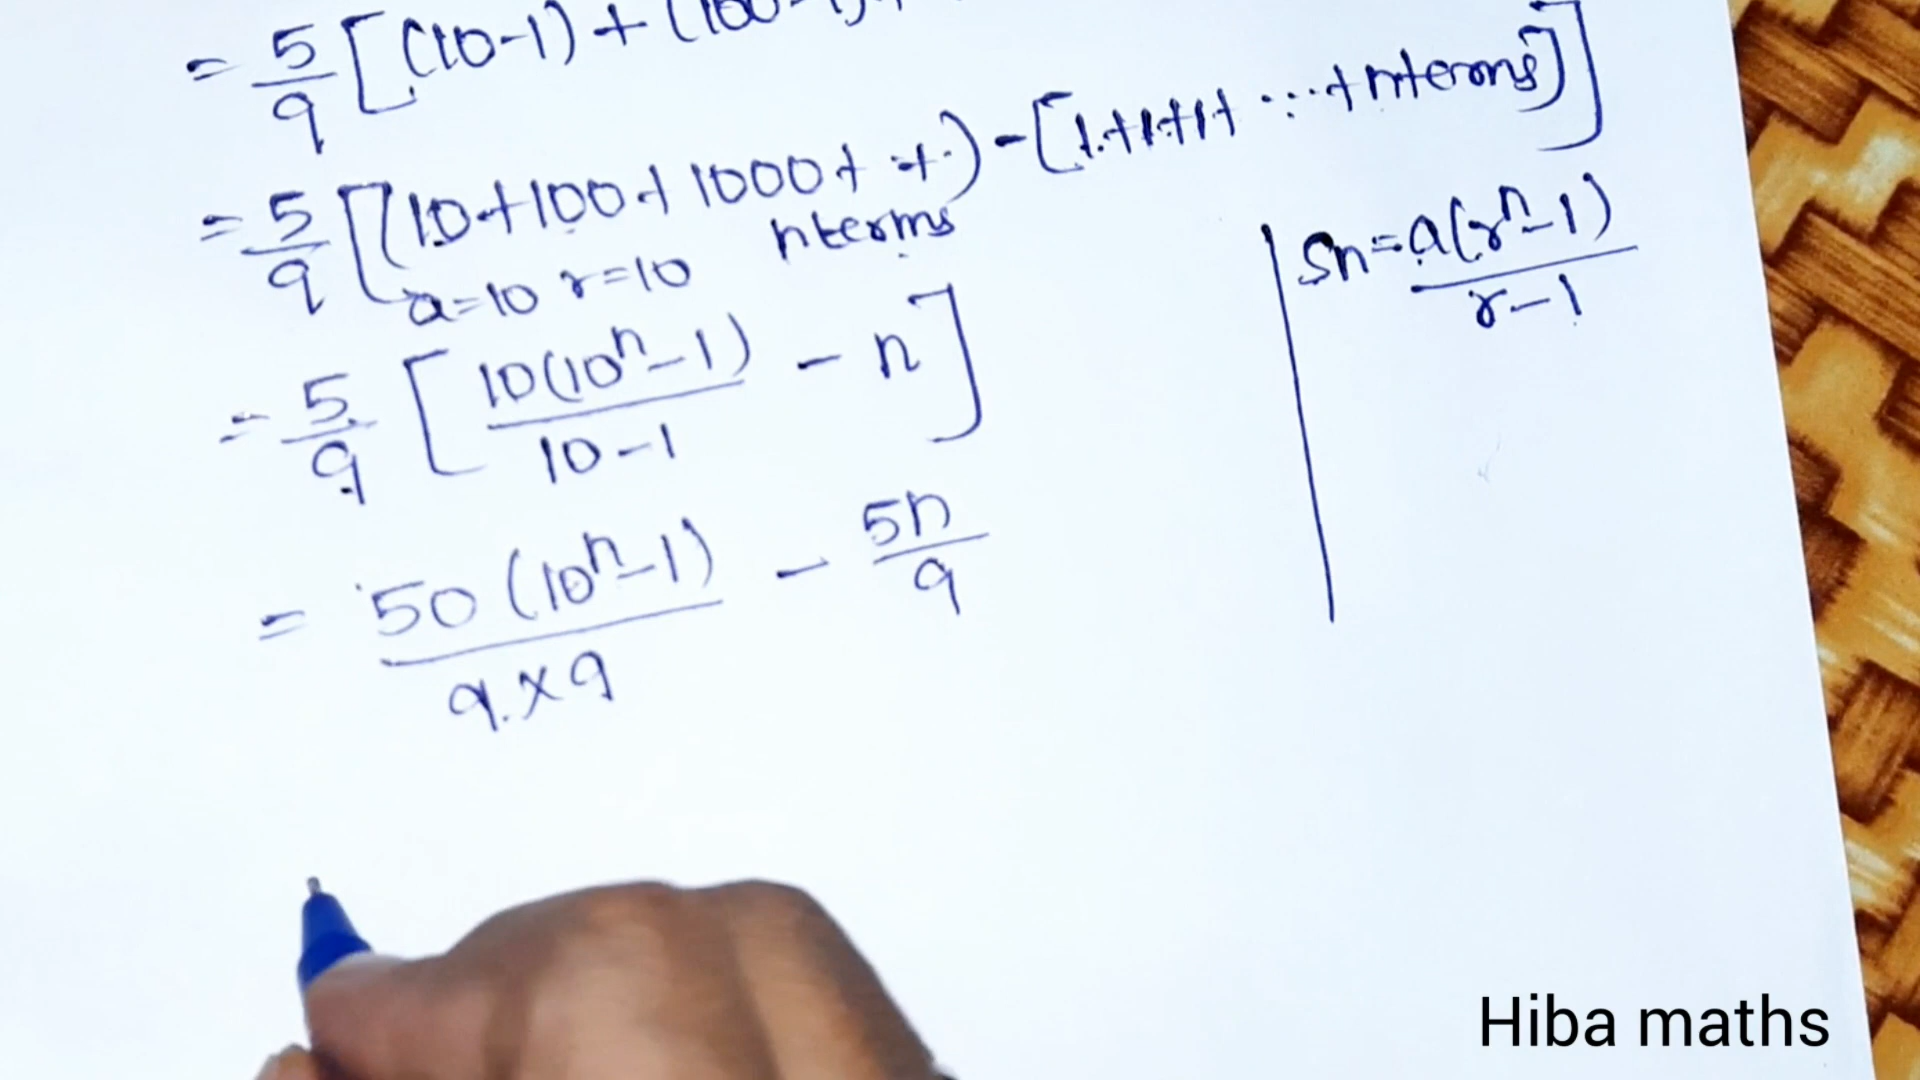 = 5/9 [(10-1) + (100-1)
= 5/9 [(10+100+1000+ ..+.) - [1+1+1+ ...+ n terms]]
n terms
a=10 r=10
Sn = a(r^n-1) / r-1
= 5/9 [ 10(10^n-1) / 10-1 - n ]
= 50(10^n-1) / 9×9 - 5n/9
Hiba maths